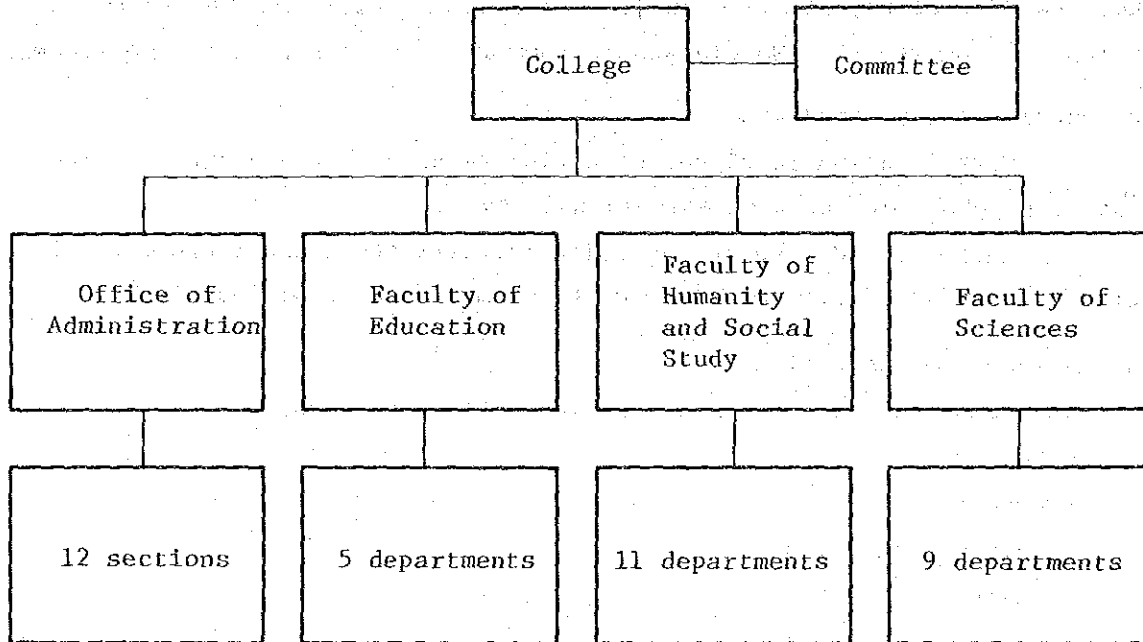 College
Committee
Office of
Administration
Faculty of
Education
Faculty of
Humanity
and Social
Study
Faculty of
Sciences
12 sections
5 departments
11 departments
9 departments